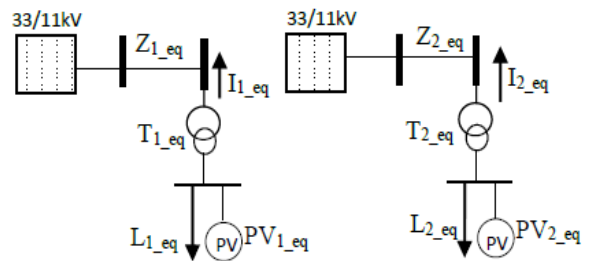 33/11kV
Z1_eq
I1_eq
T1_eq
L1_eq
PV
PV1_eq
33/11kV
Z2_eq
I2_eq
T2_eq
L2_eq
PV
PV2_eq